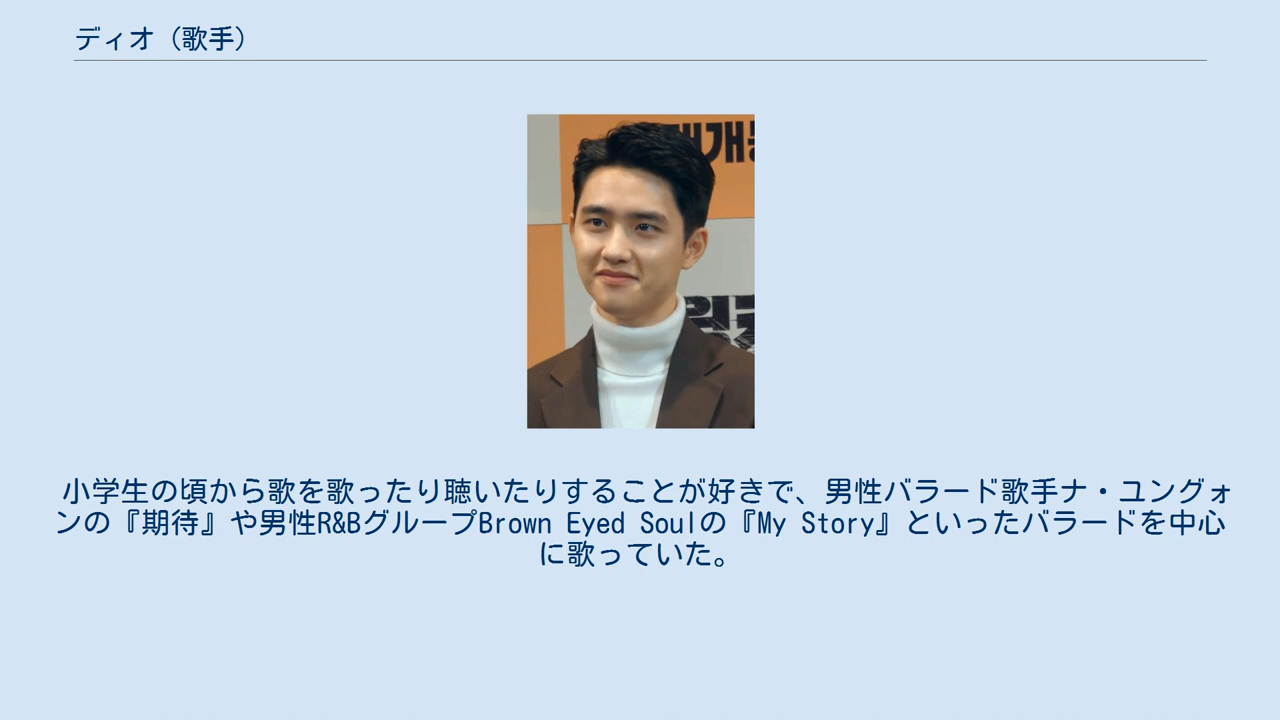 ディオ（歌手）
小学生の頃から歌を歌ったり聴いたりすることが好きで、男性バラード歌手ナ・ユングォ
ンの『期待』や男性R&BグループBrown Eyed Soulの『My Story』といったバラードを中心
に歌っていた。